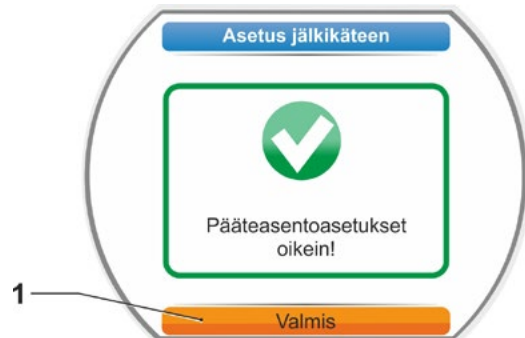 Asetus jälkikäteen
Pääteasentoasetukset
oikein!
1
Valmis